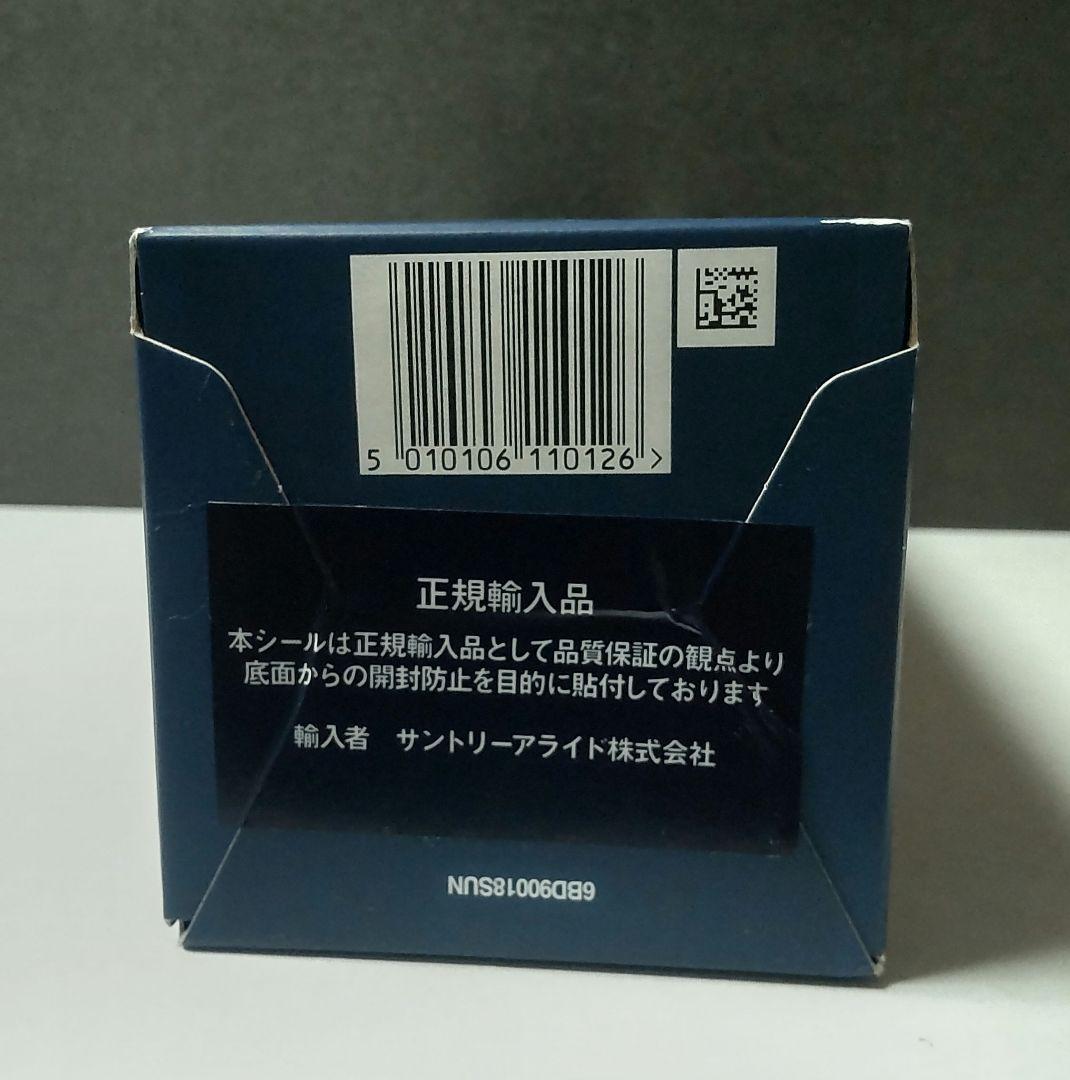 5 010106 110126 >
正規輸入品
本シールは正規輸入品として品質保証の観点より
底面からの開封防止を目的に貼付しております
輸入者 サントリーアライド株式会社
6BD90018SUN